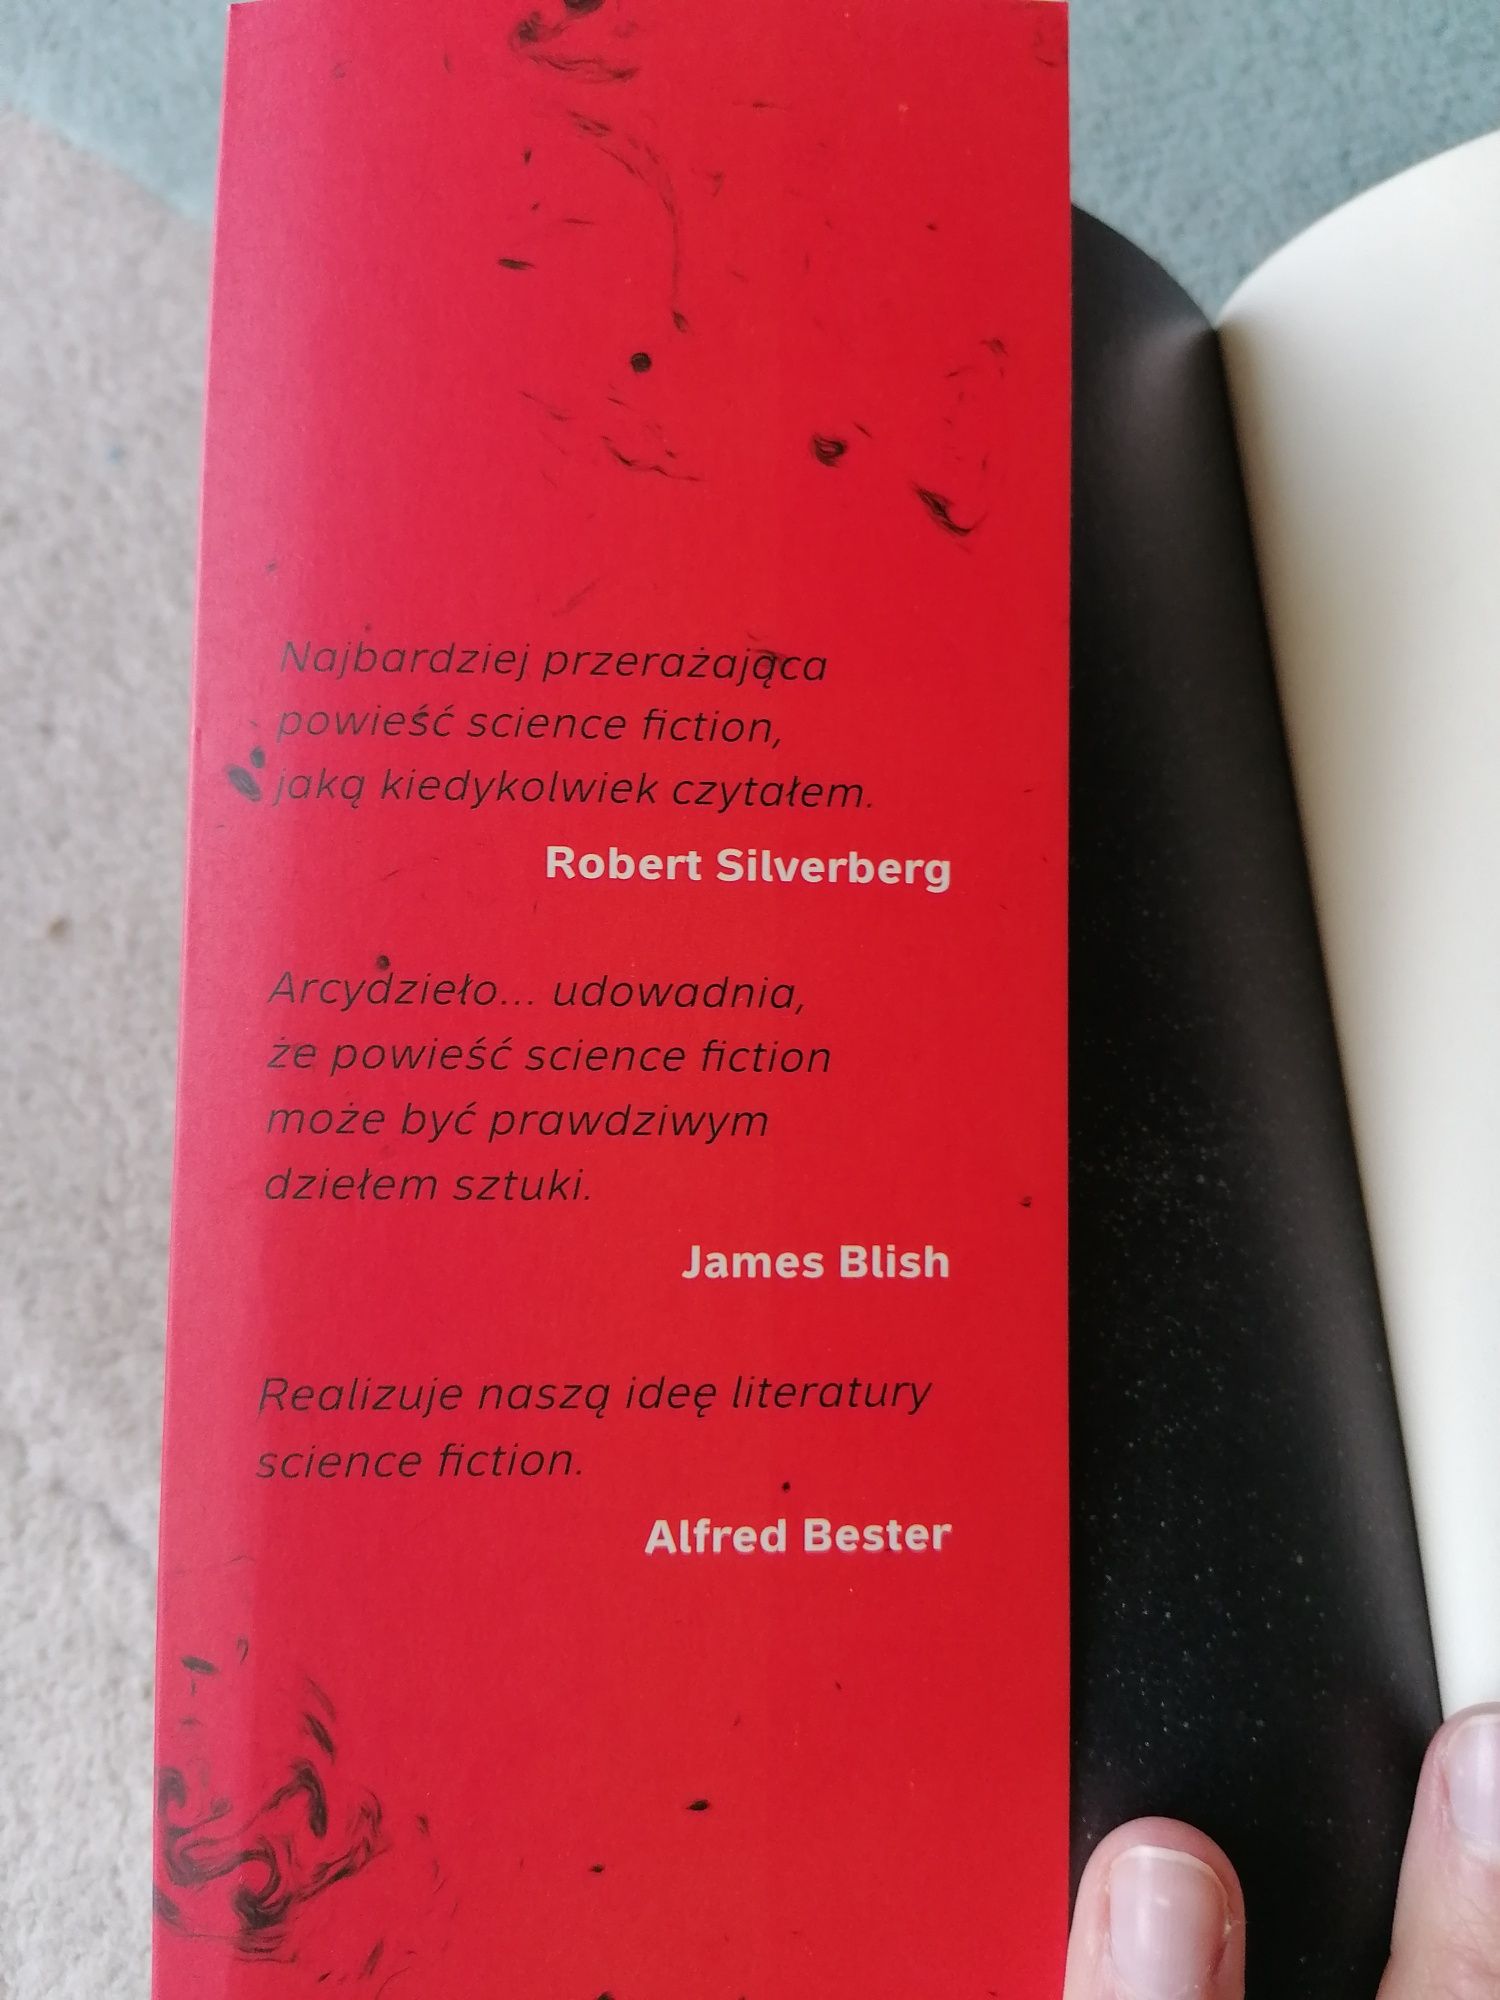 Najbardziej przerażająca
powieść science fiction,
jaką kiedykolwiek czytałem.
Robert Silverberg
Arcydzieło... udowadnia,
że powieść science fiction
może być prawdziwym
dziełem sztuki.
James Blish
Realizuje naszą ideę literatury
science fiction.
Alfred Bester